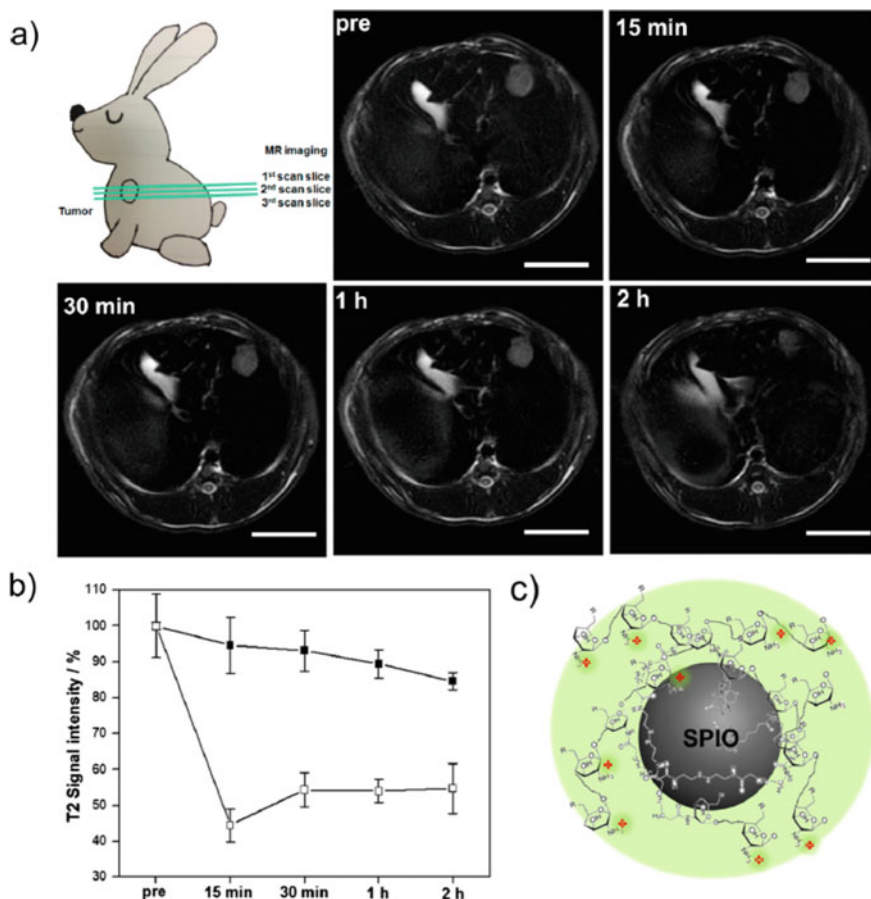 a)
MR imaging
1st scan slice
2nd scan slice
3rd scan slice
Tumor
pre
15 min
30 min
1 h
2 h
b)
T2 Signal intensity / %
110
100
90
80
70
60
50
40
30
pre
15 min
30 min
1 h
2 h
c)
SPIO